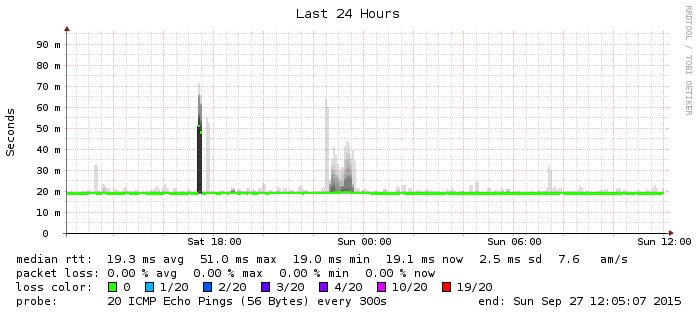 Last 24 Hours
RRDTOOL / TOBI OETIKER
Seconds
90 m
80 m
70 m
60 m
50 m
40 m
30 m
20 m
10 m
0
Sat 18:00 Sun 00:00 Sun 06:00 Sun 12:00
median rtt: 19.3 ms avg 51.0 ms max 19.0 ms min 19.1 ms now 2.5 ms sd 7.6 am/s
packet loss: 0.00 % avg 0.00 % max 0.00 % min 0.00 % now
loss color: 0 1/20 2/20 3/20 4/20 10/20 19/20
probe: 20 ICMP Echo Pings (56 Bytes) every 300s end: Sun Sep 27 12:05:07 2015